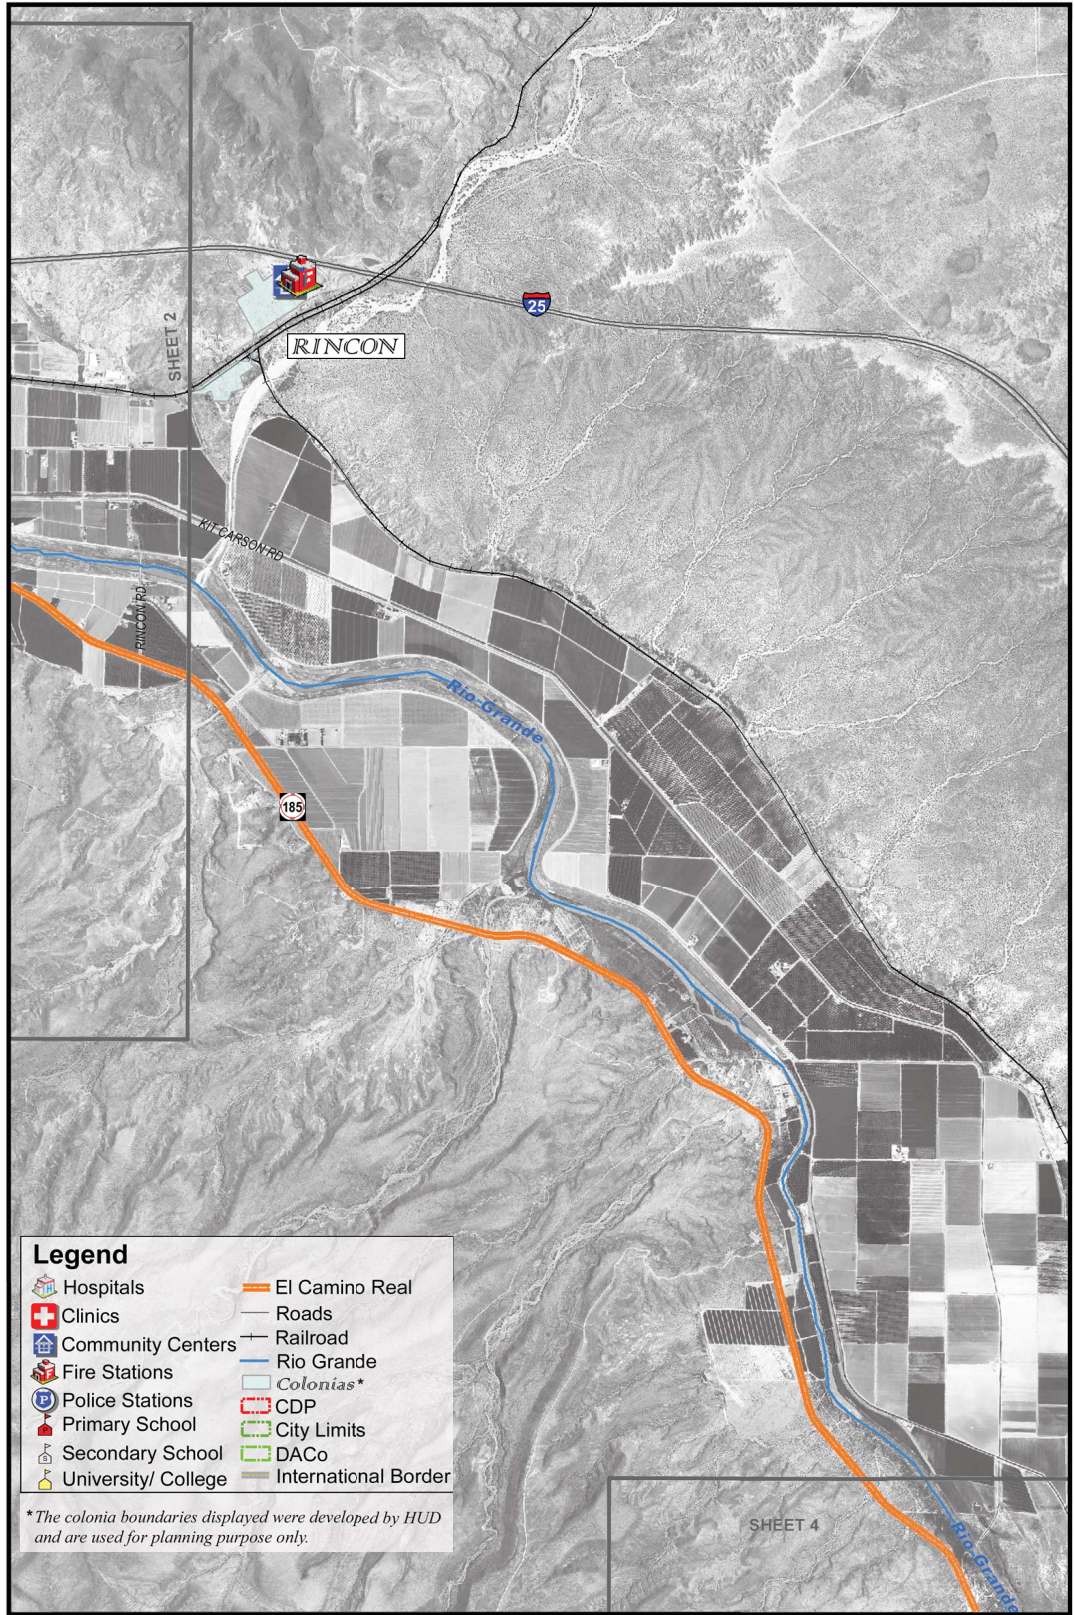 25
SHEET 2
RINCON
KIT CARSON RD
RINCON RD
Rio Grande
185
Legend
Hospitals
Clinics
Community Centers
Fire Stations
Police Stations
Primary School
Secondary School
University/ College
El Camino Real
Roads
Railroad
Rio Grande
Colonias*
CDP
City Limits
DACo
International Border
* The colonia boundaries displayed were developed by HUD
and are used for planning purpose only.
SHEET 4
Rio Grande